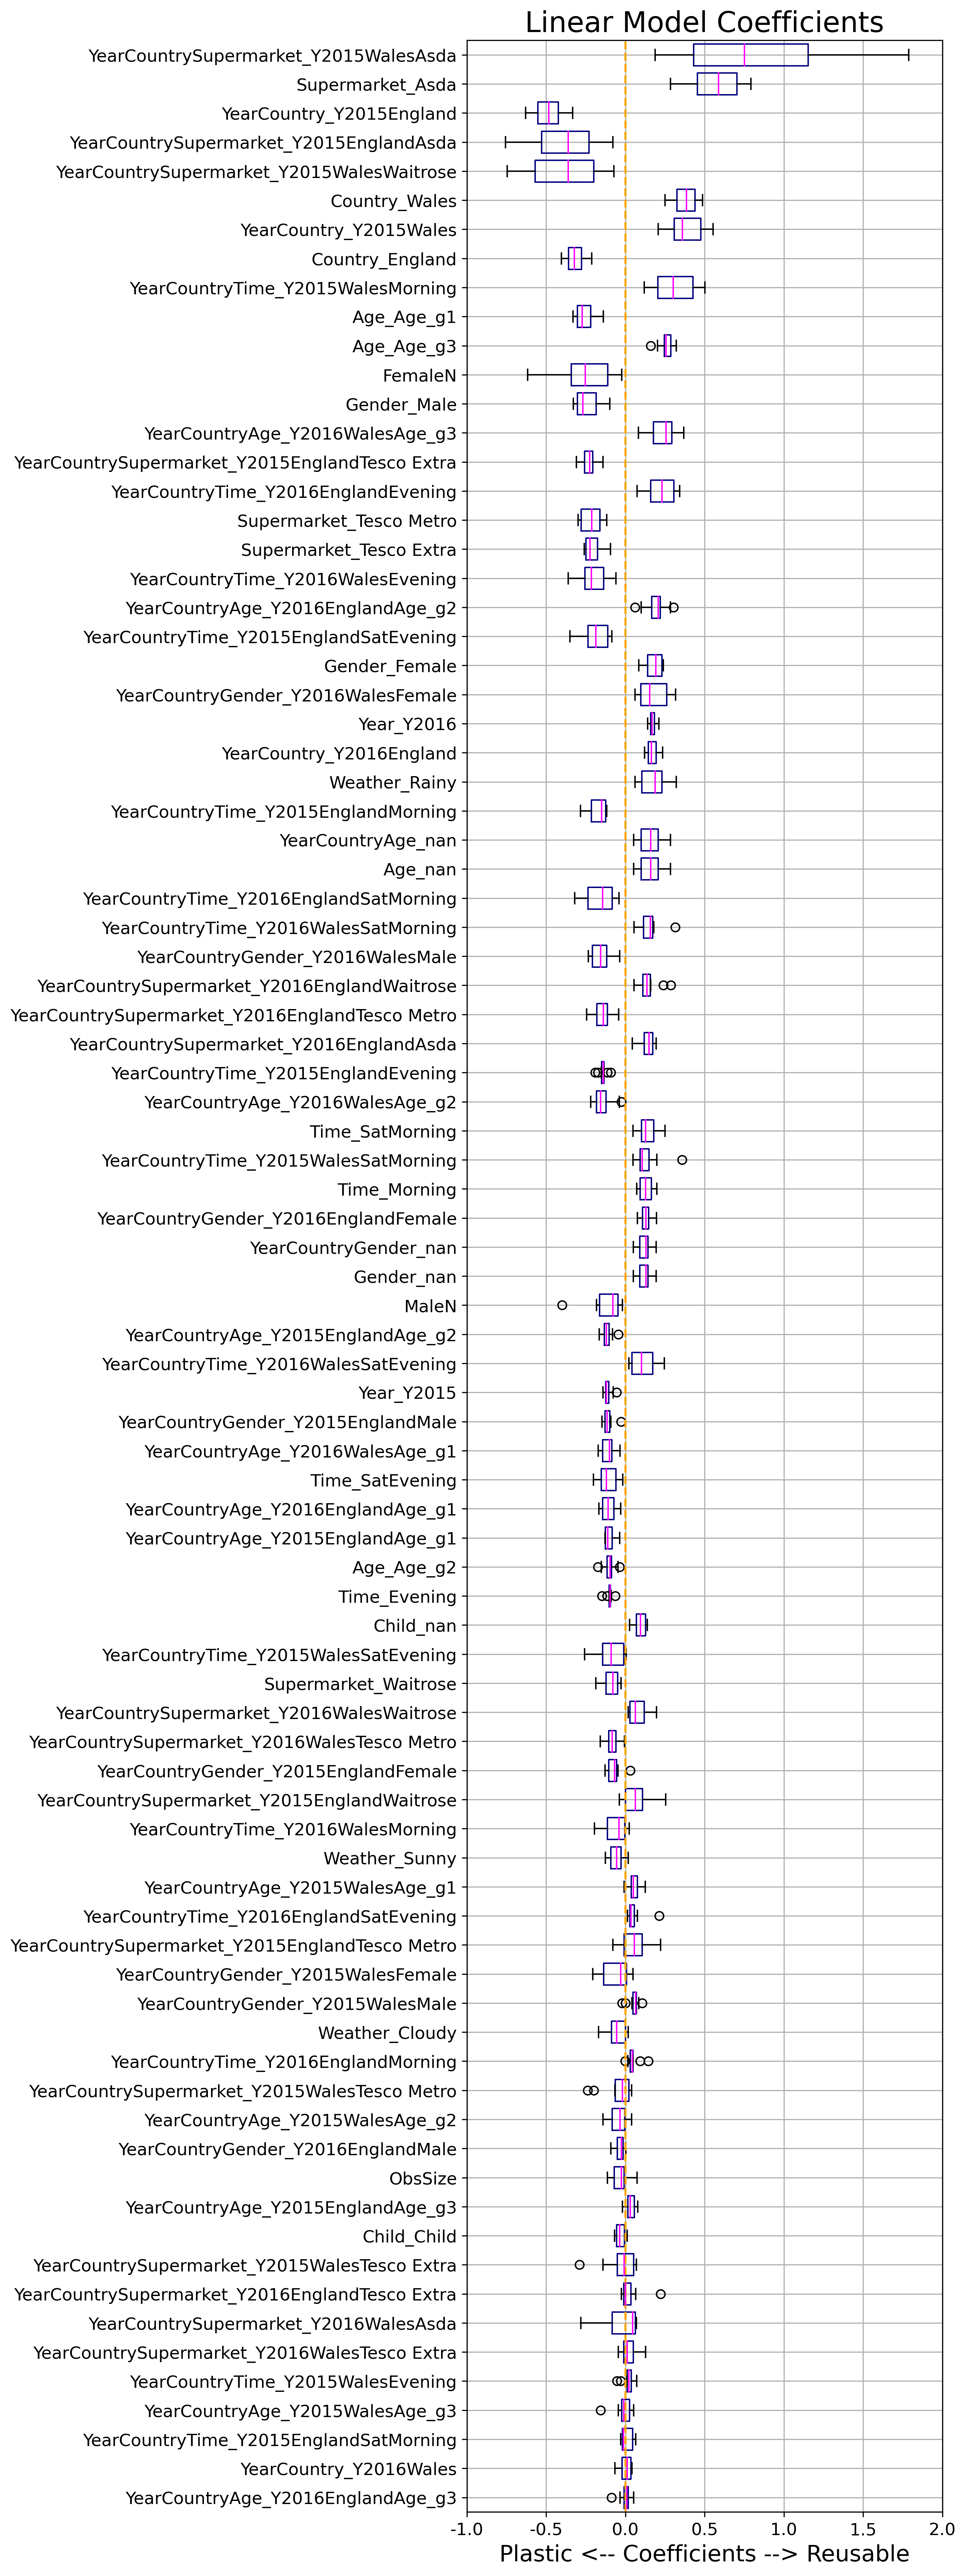 Linear Model Coefficients
YearCountrySupermarket_Y2015WalesAsda
Supermarket_Asda
YearCountry_Y2015England
YearCountrySupermarket_Y2015EnglandAsda
YearCountrySupermarket_Y2015WalesWaitrose
Country_Wales
YearCountry_Y2015Wales
Country_England
YearCountryTime_Y2015WalesMorning
Age_Age_g1
Age_Age_g3
FemaleN
Gender_Male
YearCountryAge_Y2016WalesAge_g3
YearCountrySupermarket_Y2015EnglandTesco Extra
YearCountryTime_Y2016EnglandEvening
Supermarket_Tesco Metro
Supermarket_Tesco Extra
YearCountryTime_Y2016WalesEvening
YearCountryAge_Y2016EnglandAge_g2
YearCountryTime_Y2015EnglandSatEvening
Gender_Female
YearCountryGender_Y2016WalesFemale
Year_Y2016
YearCountry_Y2016England
Weather_Rainy
YearCountryTime_Y2015EnglandMorning
YearCountryAge_nan
Age_nan
YearCountryTime_Y2016EnglandSatMorning
YearCountryTime_Y2016WalesSatMorning
YearCountryGender_Y2016WalesMale
YearCountrySupermarket_Y2016EnglandWaitrose
YearCountrySupermarket_Y2016EnglandTesco Metro
YearCountrySupermarket_Y2016EnglandAsda
YearCountryTime_Y2015EnglandEvening
YearCountryAge_Y2016WalesAge_g2
Time_SatMorning
YearCountryTime_Y2015WalesSatMorning
Time_Morning
YearCountryGender_Y2016EnglandFemale
YearCountryGender_nan
Gender_nan
MaleN
YearCountryAge_Y2015EnglandAge_g2
YearCountryTime_Y2016WalesSatEvening
Year_Y2015
YearCountryGender_Y2015EnglandMale
YearCountryAge_Y2016WalesAge_g1
Time_SatEvening
YearCountryAge_Y2016EnglandAge_g1
YearCountryAge_Y2015EnglandAge_g1
Age_Age_g2
Time_Evening
Child_nan
YearCountryTime_Y2015WalesSatEvening
Supermarket_Waitrose
YearCountrySupermarket_Y2016WalesWaitrose
YearCountrySupermarket_Y2016WalesTesco Metro
YearCountryGender_Y2015EnglandFemale
YearCountrySupermarket_Y2015EnglandWaitrose
YearCountryTime_Y2016WalesMorning
Weather_Sunny
YearCountryAge_Y2015WalesAge_g1
YearCountryTime_Y2016EnglandSatEvening
YearCountrySupermarket_Y2015EnglandTesco Metro
YearCountryGender_Y2015WalesFemale
YearCountryGender_Y2015WalesMale
Weather_Cloudy
YearCountryTime_Y2016EnglandMorning
YearCountrySupermarket_Y2015WalesTesco Metro
YearCountryAge_Y2015WalesAge_g2
YearCountryGender_Y2016EnglandMale
ObsSize
YearCountryAge_Y2015EnglandAge_g3
Child_Child
YearCountrySupermarket_Y2015WalesTesco Extra
YearCountrySupermarket_Y2016EnglandTesco Extra
YearCountrySupermarket_Y2016WalesAsda
YearCountrySupermarket_Y2016WalesTesco Extra
YearCountryTime_Y2015WalesEvening
YearCountryAge_Y2015WalesAge_g3
YearCountryTime_Y2015EnglandSatMorning
YearCountry_Y2016Wales
YearCountryAge_Y2016EnglandAge_g3
-1.0 -0.5 0.0 0.5 1.0 1.5 2.0
Plastic <-- Coefficients --> Reusable